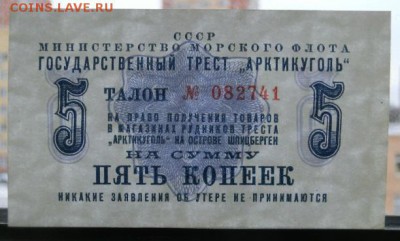 COINS.LAVE.RU
СССР
МИНИСТЕРСТВО МОРСКОГО ФЛОТА
ГОСУДАРСТВЕННЫЙ ТРЕСТ „АРКТИКУГОЛЬ"
5 ТАЛОН № 082741 5
НА ПРАВО ПОЛУЧЕНИЯ ТОВАРОВ
В МАГАЗИНАХ РУДНИКОВ ТРЕСТА
„АРКТИКУГОЛЬ" НА ОСТРОВЕ ШПИЦБЕРГЕН
НА СУММУ
ПЯТЬ КОПЕЕК
НИКАКИЕ ЗАЯВЛЕНИЯ ОБ УТЕРЕ НЕ ПРИНИМАЮТСЯ